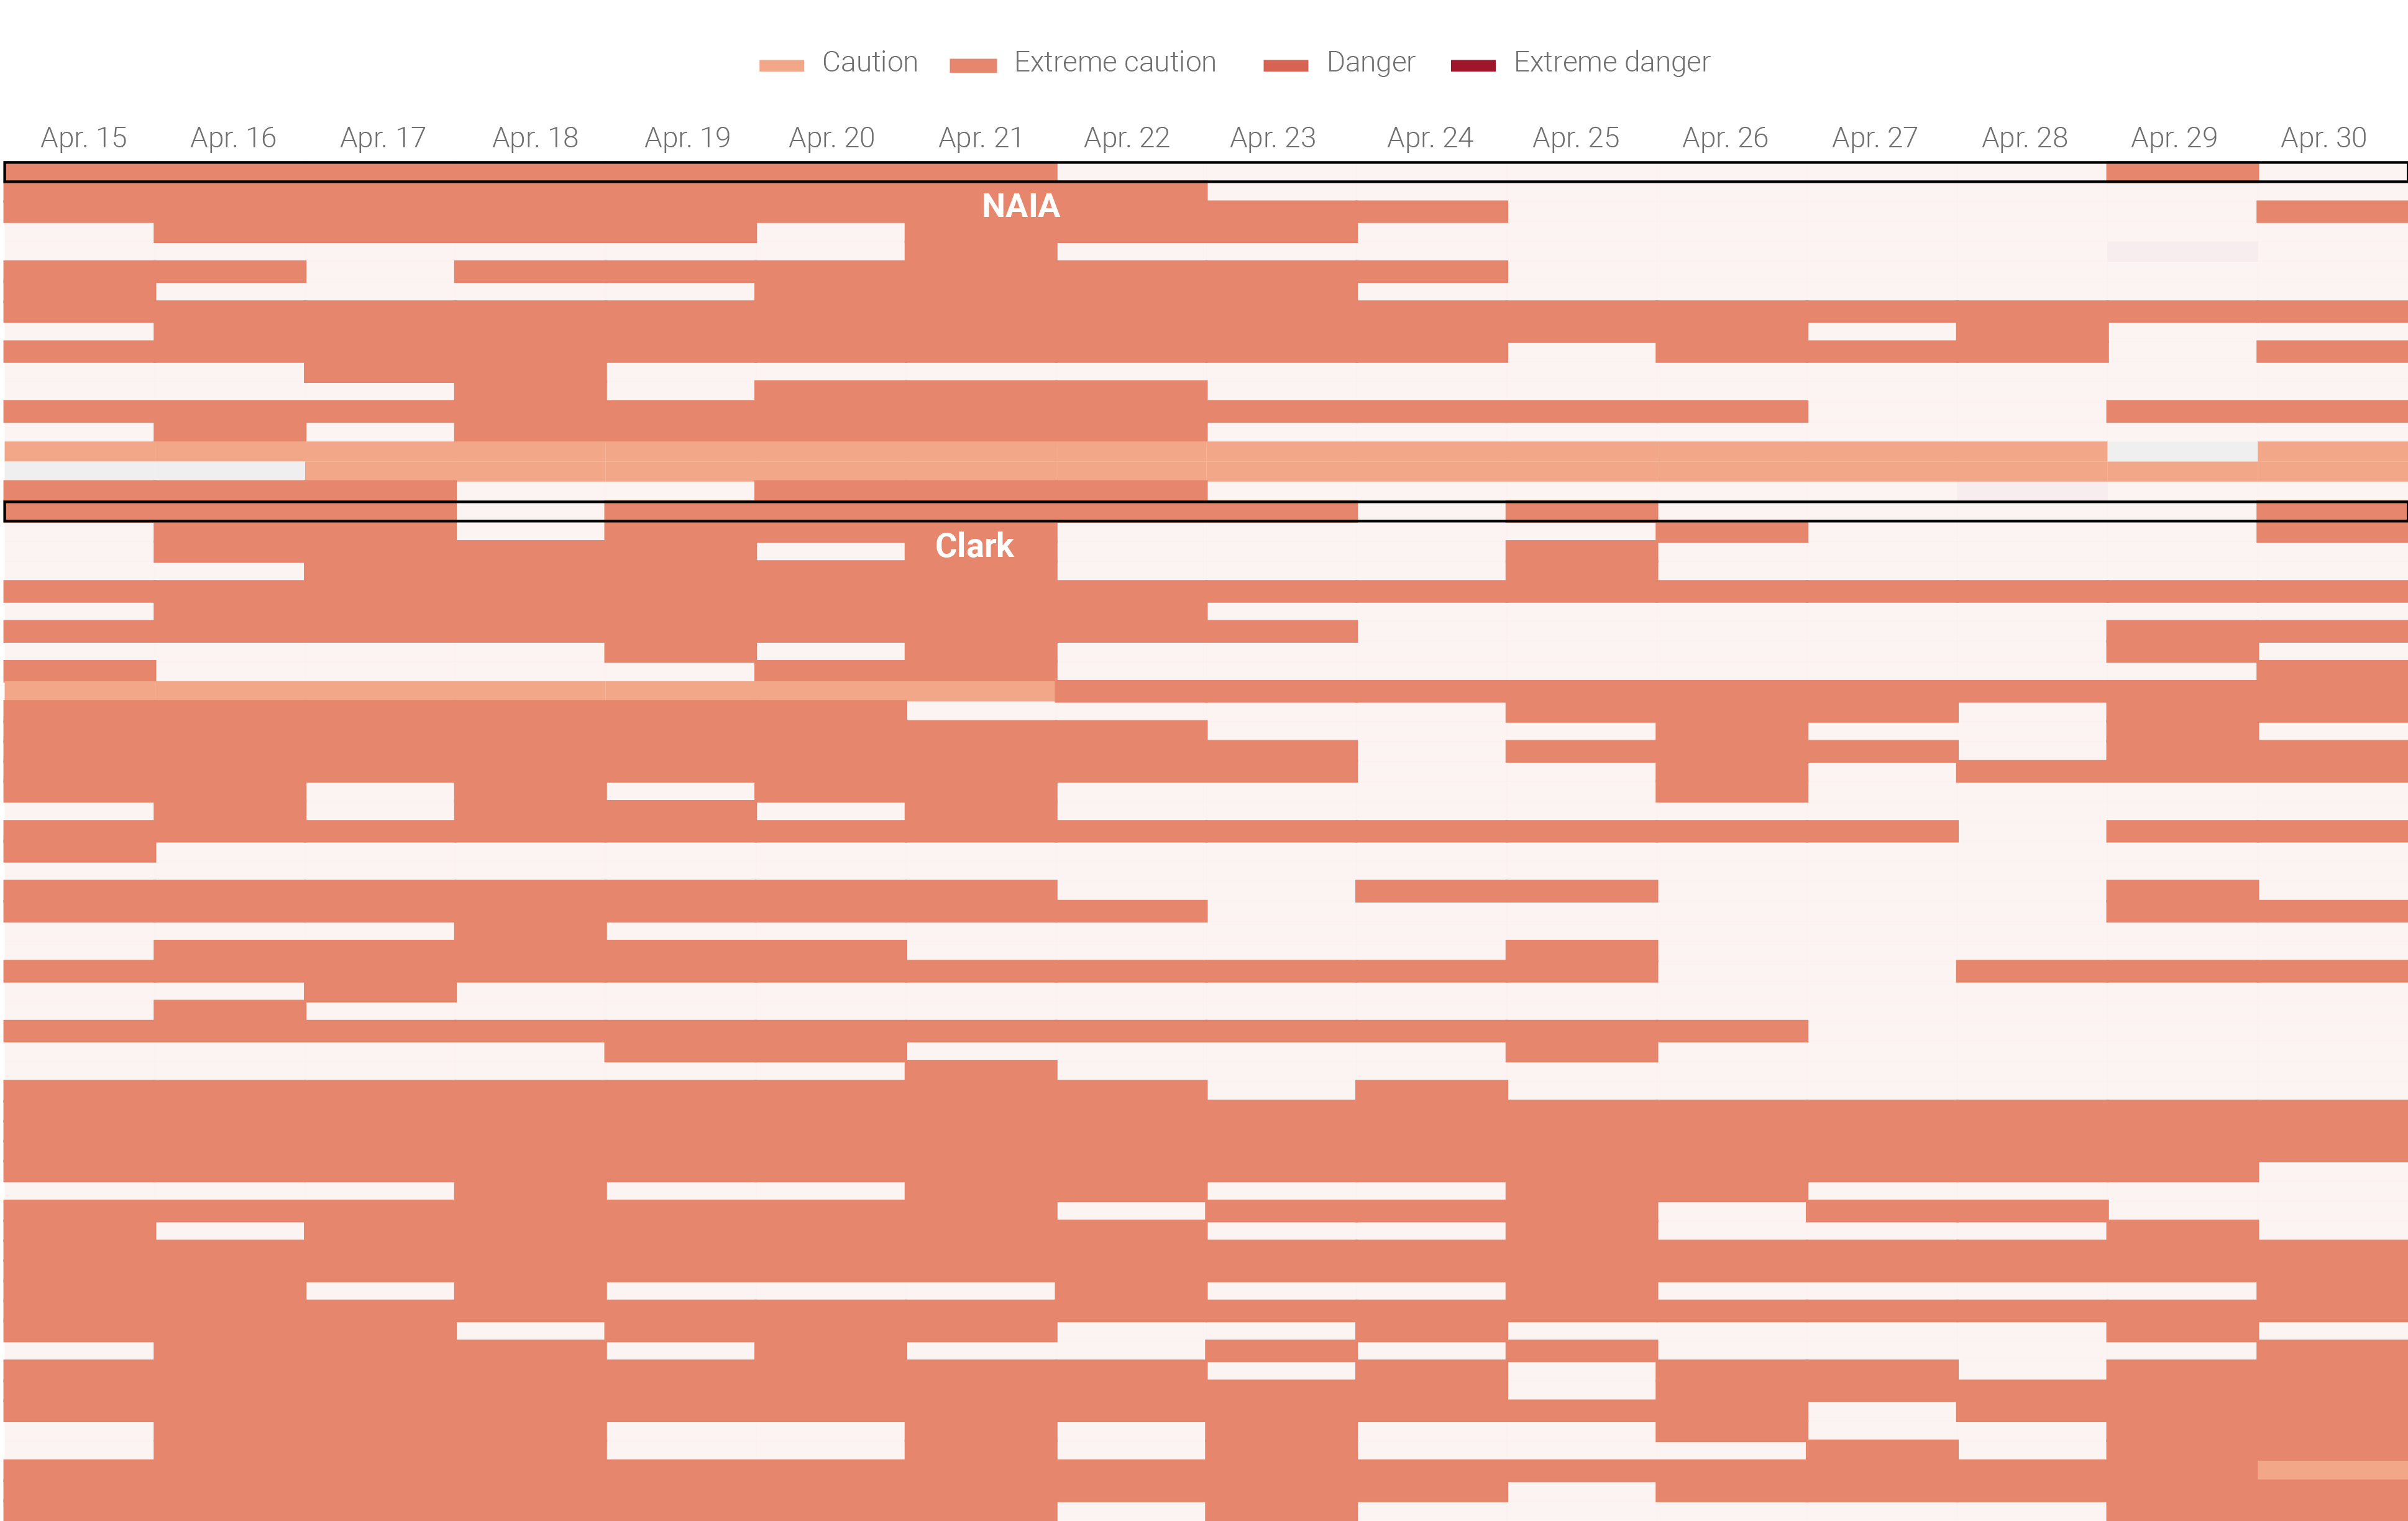 Caution Extreme caution Danger Extreme danger
Apr. 15 Apr. 16 Apr. 17 Apr. 18 Apr. 19 Apr. 20 Apr. 21 Apr. 22 Apr. 23 Apr. 24 Apr. 25 Apr. 26 Apr. 27 Apr. 28 Apr. 29 Apr. 30
NAIA
Clark